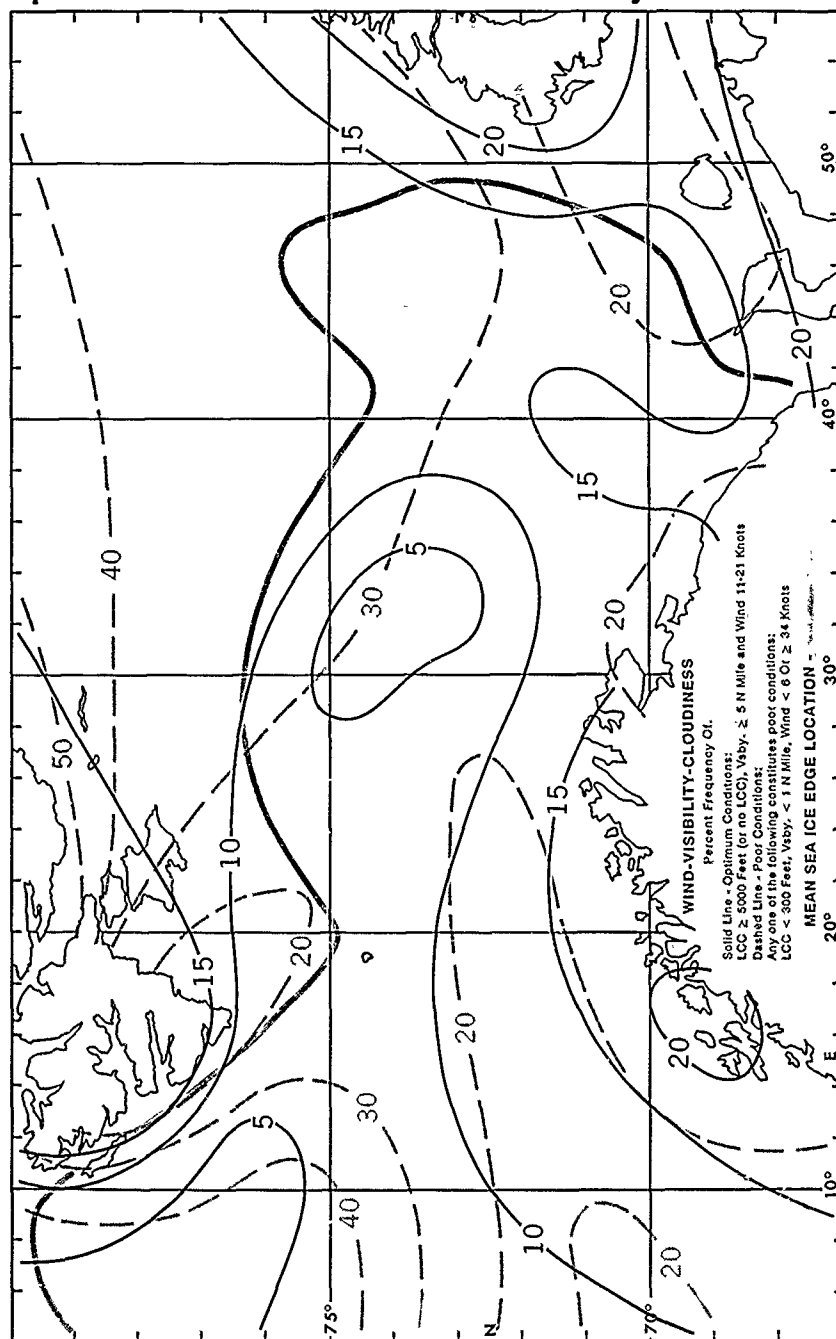 WIND-VISIBILITY-CLOUDINESS
Percent Frequency Of.
Solid Line - Optimum Conditions:
LCC ≥ 5000 Feet (or no LCC), Vsby. ≥ 5 N Mile and Wind 11-21 Knots
Dashed Line - Poor Conditions:
Any one of the following constitutes poor conditions:
LCC < 300 Feet, Vsby. < 1 N Mile, Wind < 6 Or ≥ 34 Knots
MEAN SEA ICE EDGE LOCATION -
50
40
15
20
15
10
20
5
30
40
5
30
20
20
15
20
15
20
20
10
20
20
75°
70°
N
E
10°
20°
30°
40°
50°